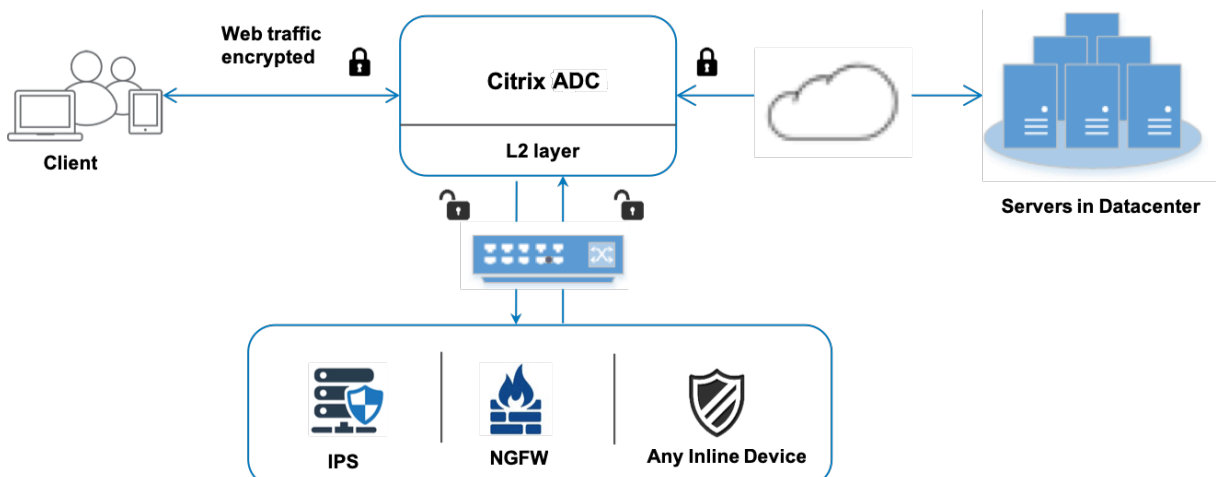 Web traffic
encrypted
Citrix ADC
L2 layer
Client
Servers in Datacenter
IPS
NGFW
Any Inline Device